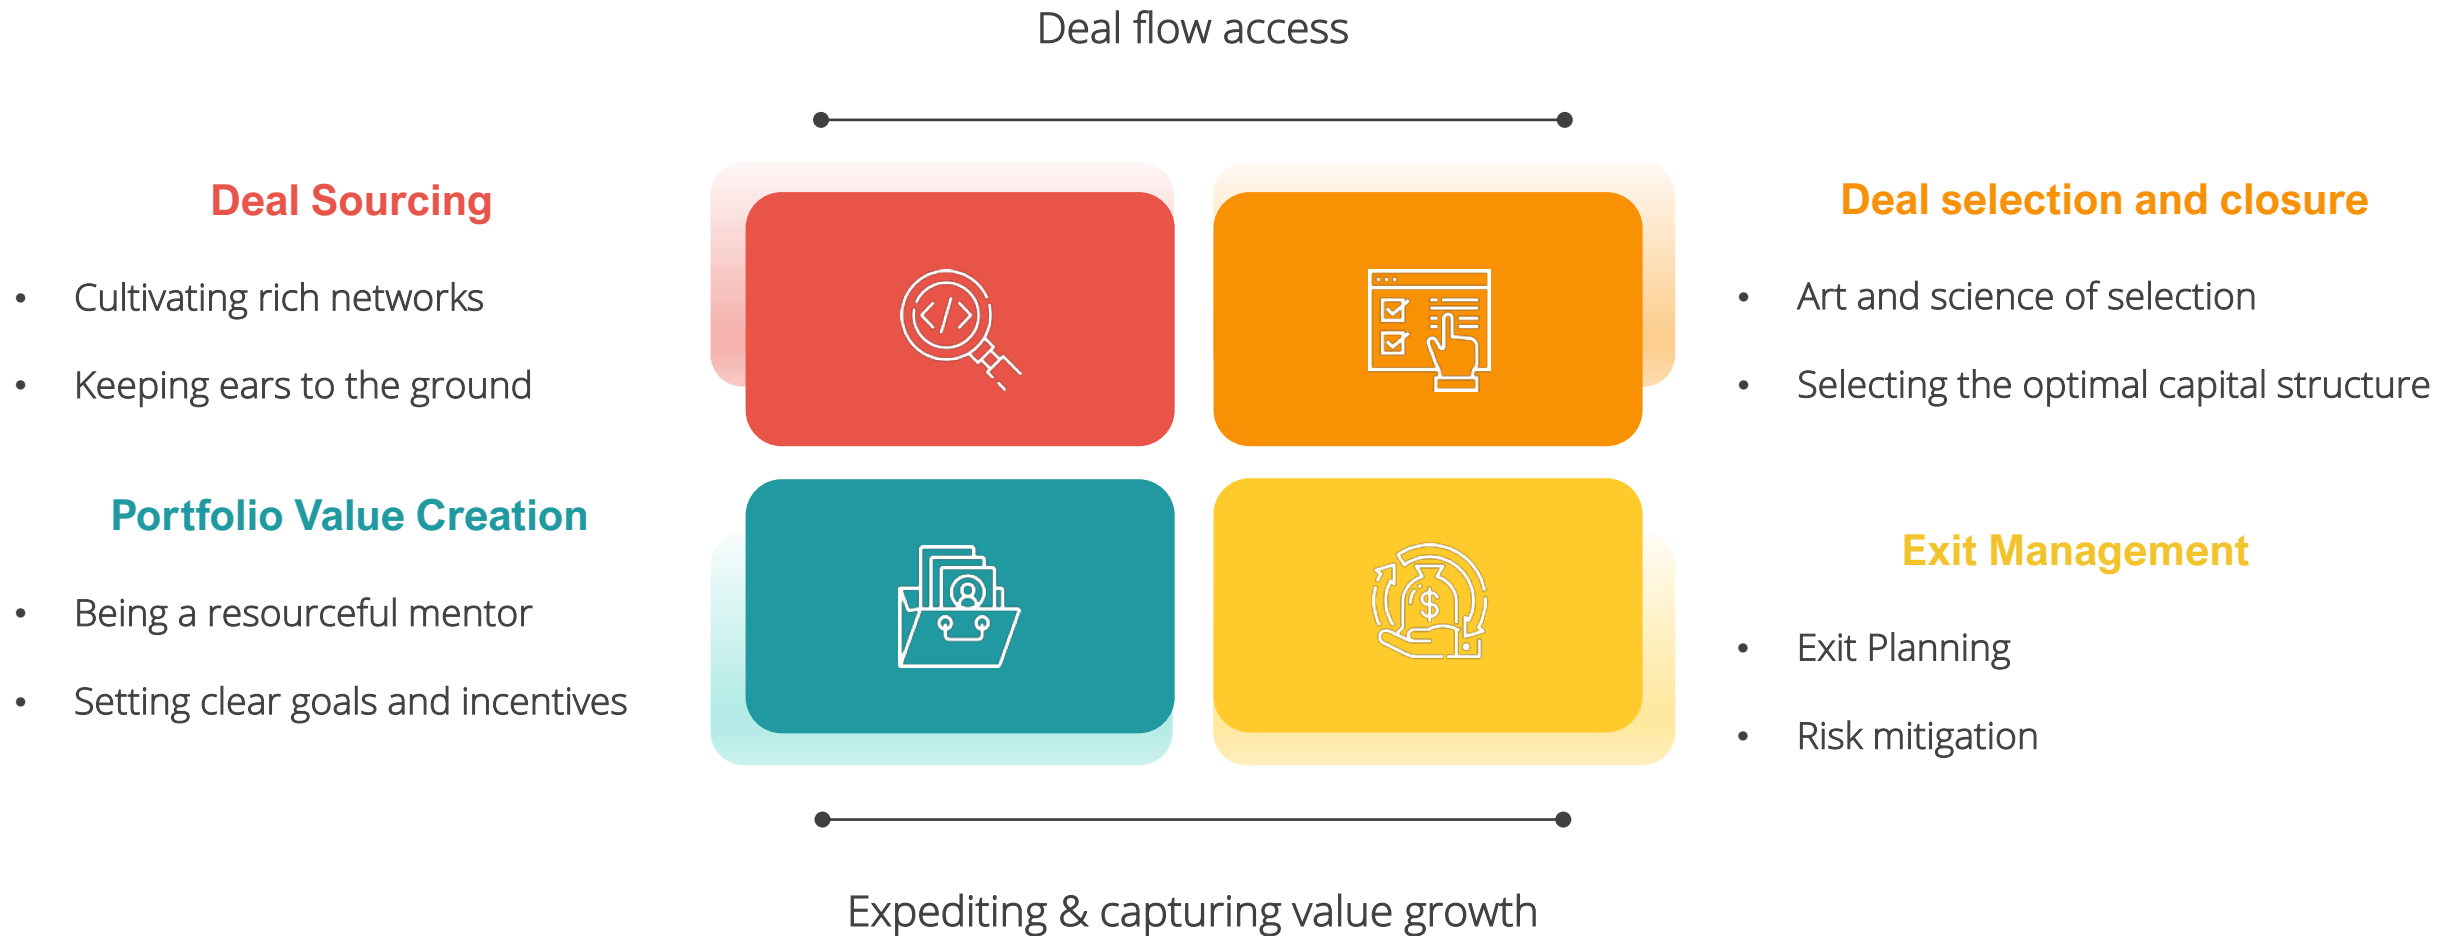 Deal flow access
Deal Sourcing
• Cultivating rich networks
• Keeping ears to the ground
Deal selection and closure
• Art and science of selection
• Selecting the optimal capital structure
Portfolio Value Creation
• Being a resourceful mentor
• Setting clear goals and incentives
Exit Management
• Exit Planning
• Risk mitigation
Expediting & capturing value growth